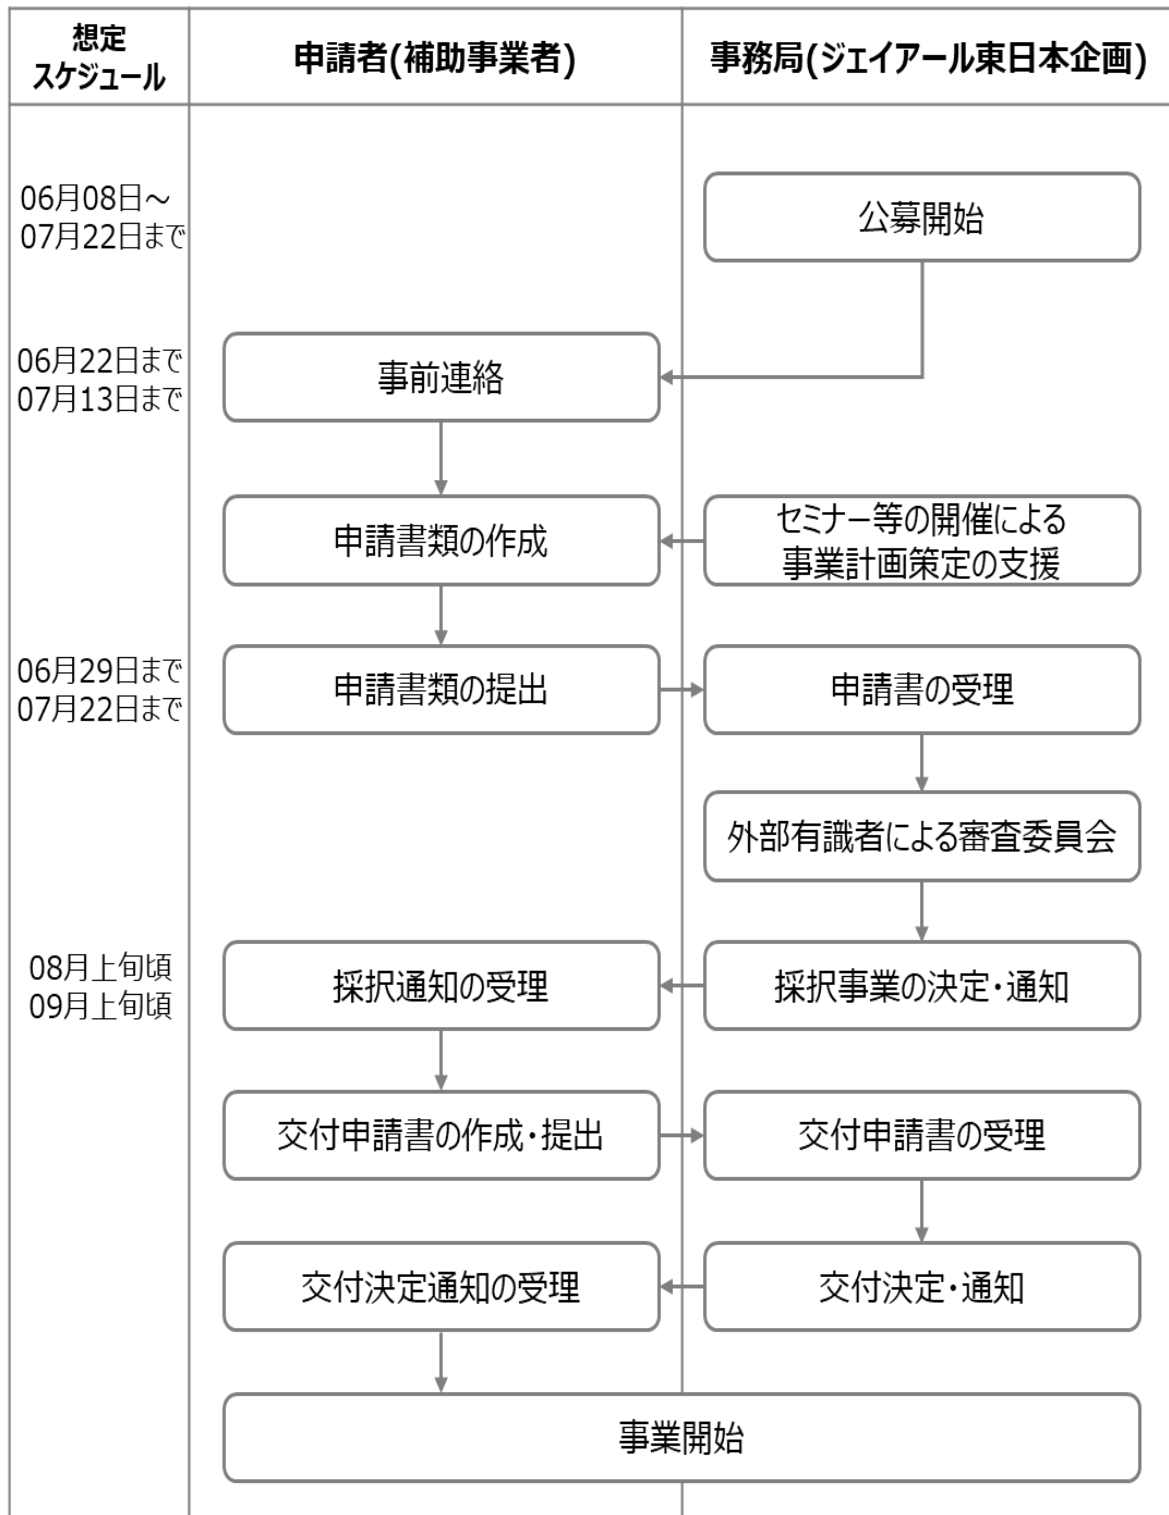 想定
スケジュール
申請者(補助事業者)
事務局(ジェイアール東日本企画)
06月08日～
07月22日まで
公募開始
06月22日まで
07月13日まで
事前連絡
申請書類の作成
セミナー等の開催による
事業計画策定の支援
06月29日まで
07月22日まで
申請書類の提出
申請書の受理
外部有識者による審査委員会
08月上旬頃
09月上旬頃
採択通知の受理
採択事業の決定・通知
交付申請書の作成・提出
交付申請書の受理
交付決定通知の受理
交付決定・通知
事業開始